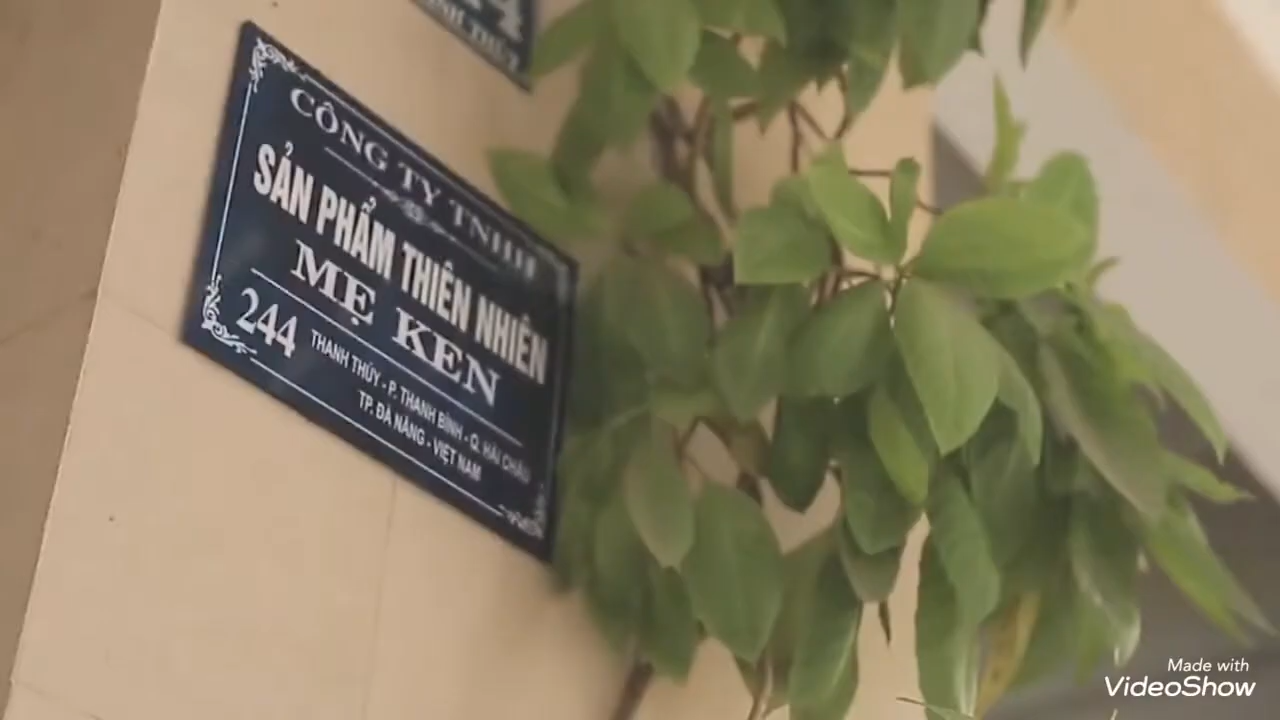 44
CÔNG TY TNHH
SẢN PHẨM THIÊN NHIÊN
MẸ KEN
244 THANH THỦY - P. THANH BÌNH - Q. HẢI CHÂU
TP. ĐÀ NẴNG - VIỆT NAM
Made with
VideoShow